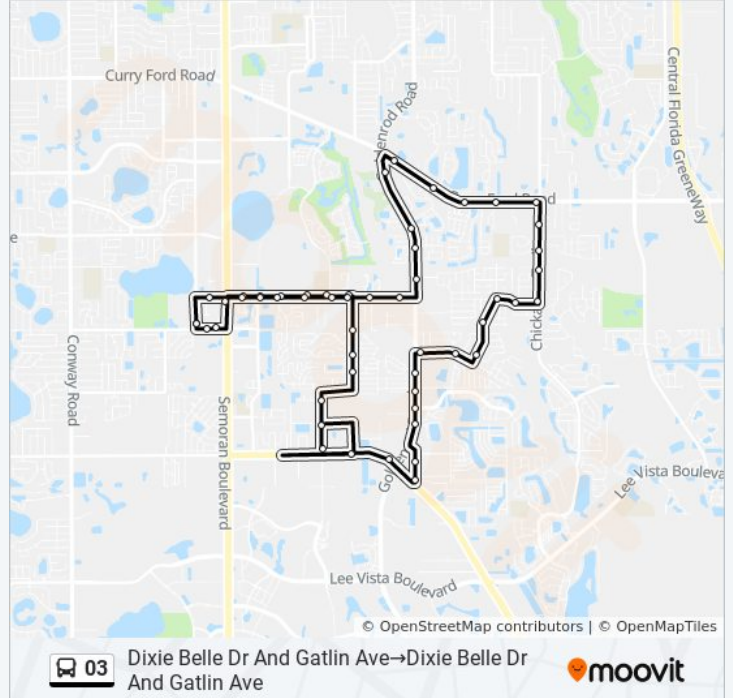 Curry Ford Road
Central Florida GreeneWay
e
Conway Road
Semoran Boulevard
Lee Vista Bouleva
Lee Vista Boulevard
© OpenStreetMap contributors | © OpenMapTiles
03
Dixie Belle Dr And Gatlin Ave→Dixie Belle Dr
And Gatlin Ave
moovit